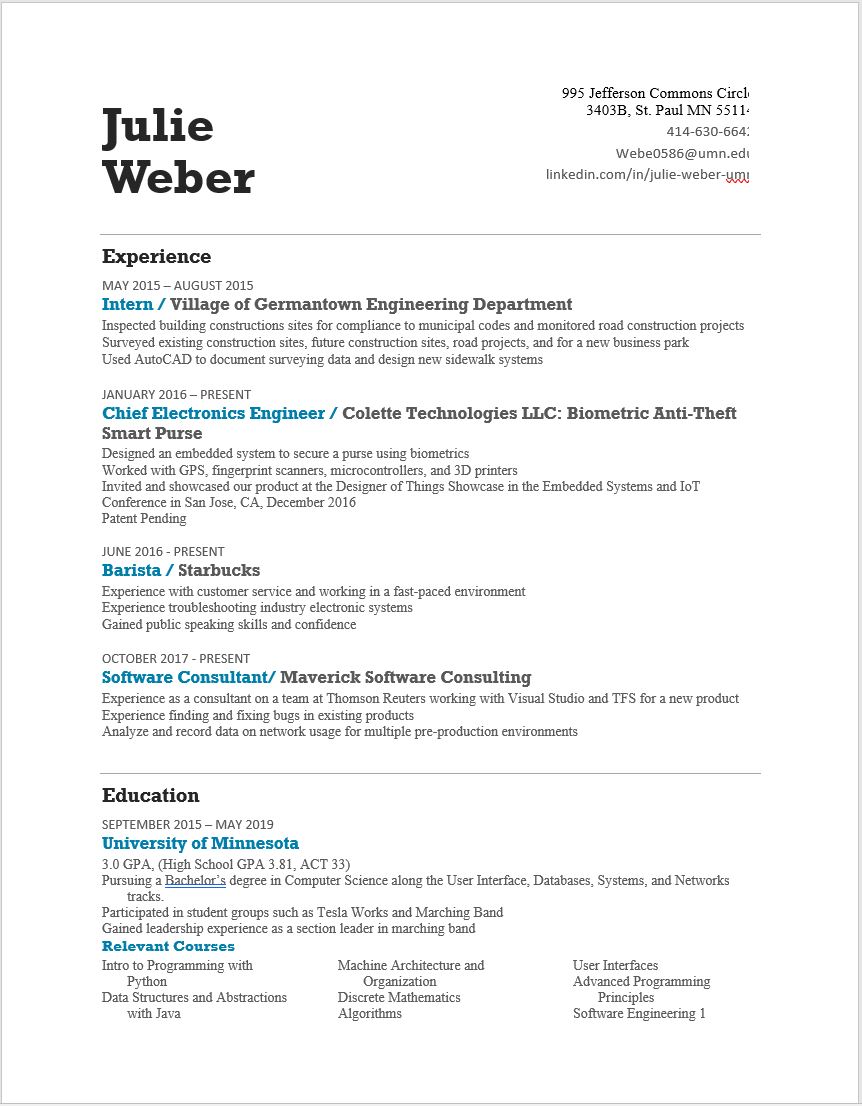 Julie
Weber
995 Jefferson Commons Circl
3403B, St. Paul MN 5511
414-630-664
Webe0586@umn.edu
linkedin.com/in/julie-weber-um
Experience
MAY 2015 – AUGUST 2015
Intern / Village of Germantown Engineering Department
Inspected building constructions sites for compliance to municipal codes and monitored road construction projects
Surveyed existing construction sites, future construction sites, road projects, and for a new business park
Used AutoCAD to document surveying data and design new sidewalk systems
JANUARY 2016 – PRESENT
Chief Electronics Engineer / Colette Technologies LLC: Biometric Anti-Theft
Smart Purse
Designed an embedded system to secure a purse using biometrics
Worked with GPS, fingerprint scanners, microcontrollers, and 3D printers
Invited and showcased our product at the Designer of Things Showcase in the Embedded Systems and IoT
Conference in San Jose, CA, December 2016
Patent Pending
JUNE 2016 - PRESENT
Barista / Starbucks
Experience with customer service and working in a fast-paced environment
Experience troubleshooting industry electronic systems
Gained public speaking skills and confidence
OCTOBER 2017 - PRESENT
Software Consultant/ Maverick Software Consulting
Experience as a consultant on a team at Thomson Reuters working with Visual Studio and TFS for a new product
Experience finding and fixing bugs in existing products
Analyze and record data on network usage for multiple pre-production environments
Education
SEPTEMBER 2015 – MAY 2019
University of Minnesota
3.0 GPA, (High School GPA 3.81, ACT 33)
Pursuing a Bachelor's degree in Computer Science along the User Interface, Databases, Systems, and Networks
tracks.
Participated in student groups such as Tesla Works and Marching Band
Gained leadership experience as a section leader in marching band
Relevant Courses
Intro to Programming with
Python
Data Structures and Abstractions
with Java
Machine Architecture and
Organization
Discrete Mathematics
Algorithms
User Interfaces
Advanced Programming
Principles
Software Engineering 1